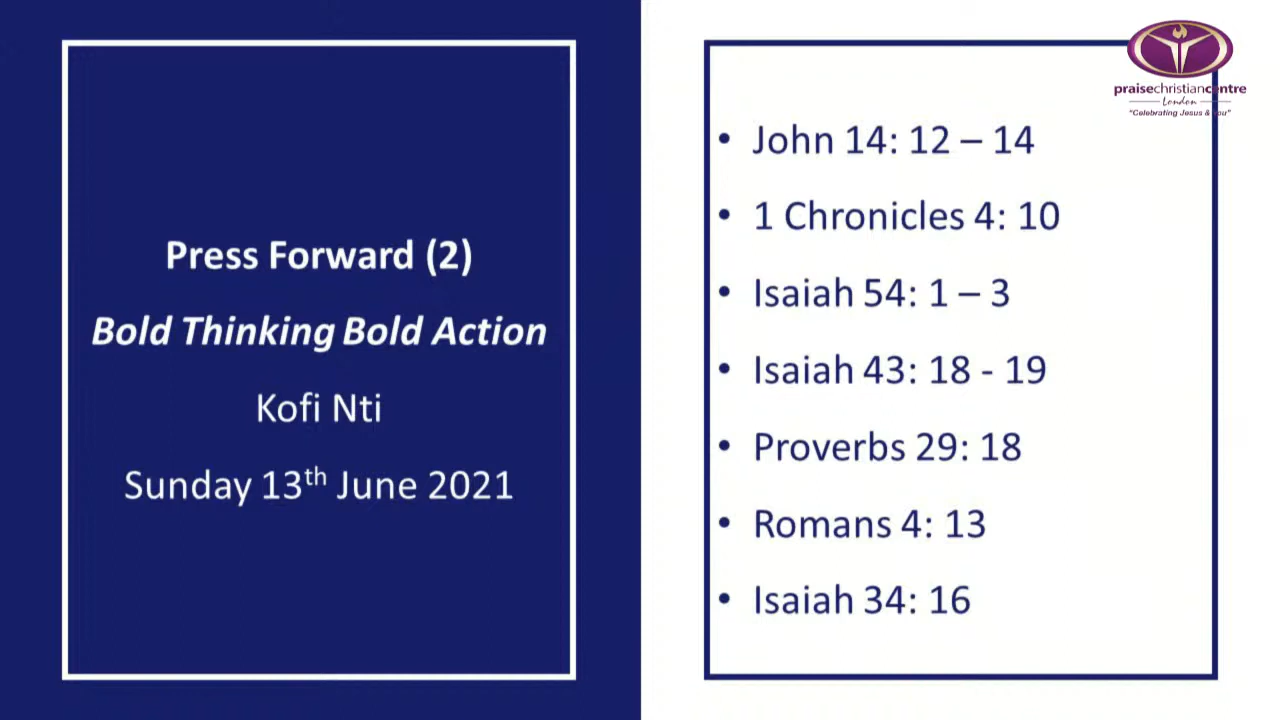 Press Forward (2)
Bold Thinking Bold Action
Kofi Nti
Sunday 13th June 2021
praisechristiancentre
London
"Celebrating Jesus & You"
• John 14: 12 – 14
• 1 Chronicles 4: 10
• Isaiah 54: 1 – 3
• Isaiah 43: 18 - 19
• Proverbs 29: 18
• Romans 4: 13
• Isaiah 34: 16